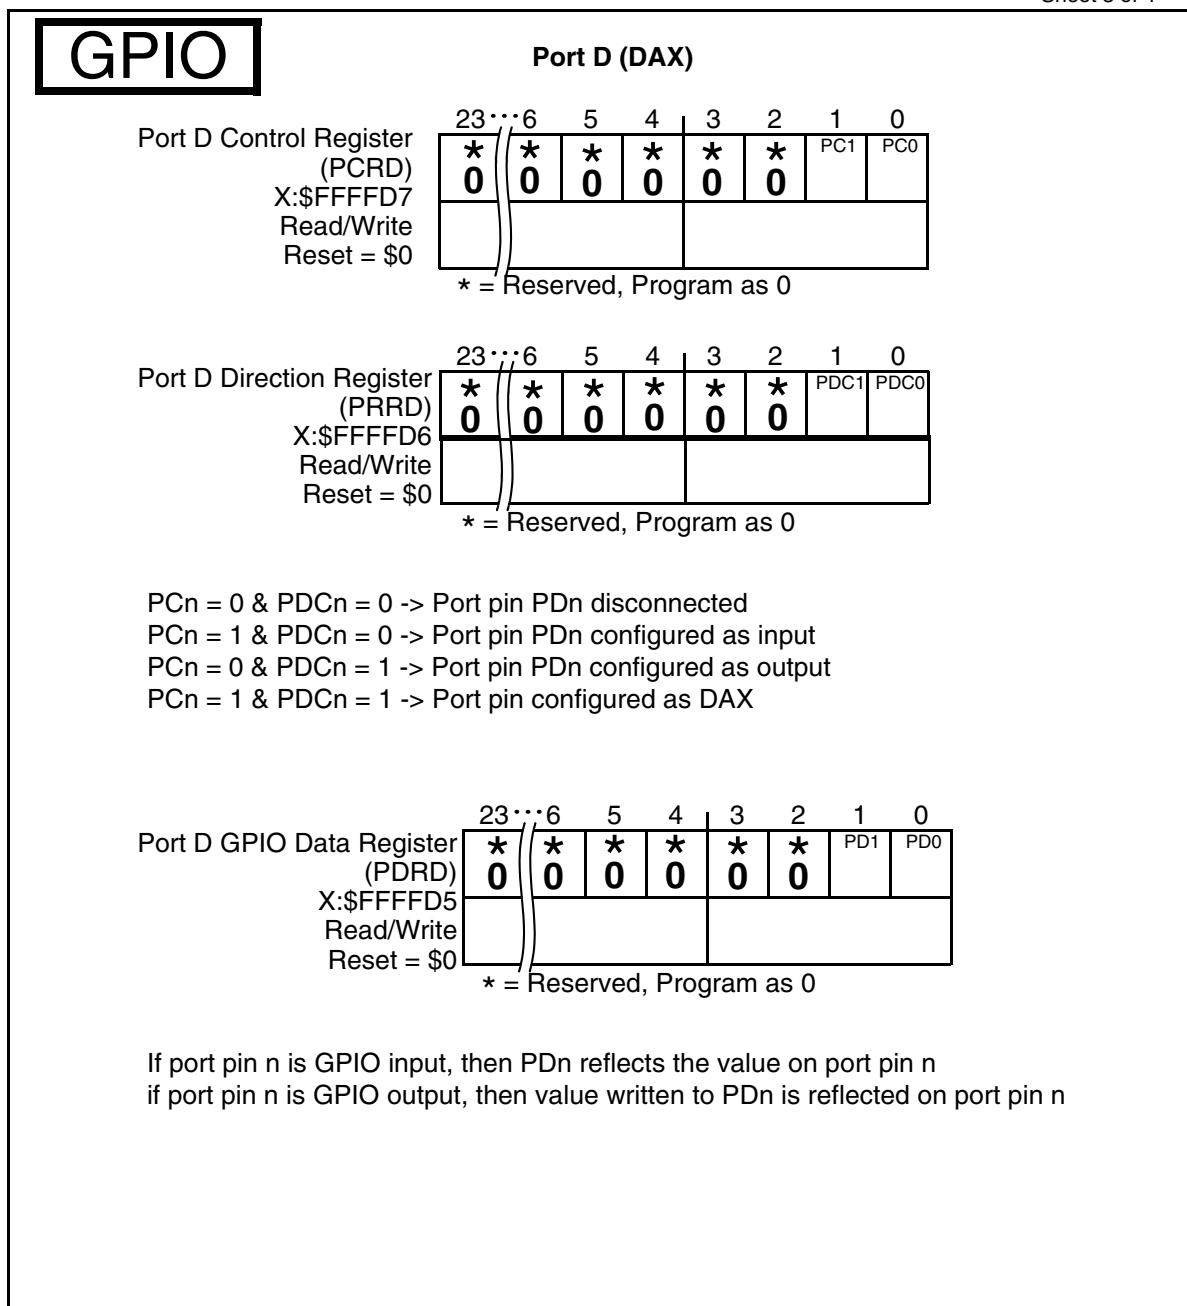 GPIO
Port D (DAX)
23 ··· 6 5 4 3 2 1 0
Port D Control Register
(PCRD)
X:$FFFFD7
Read/Write
Reset = $0
* * * * * * PC1 PC0
0 0 0 0 0 0
* = Reserved, Program as 0
23 ··· 6 5 4 3 2 1 0
Port D Direction Register
(PRRD)
X:$FFFFD6
Read/Write
Reset = $0
* * * * * * PDC1 PDC0
0 0 0 0 0 0
* = Reserved, Program as 0
PCn = 0 & PDCn = 0 -> Port pin PDn disconnected
PCn = 1 & PDCn = 0 -> Port pin PDn configured as input
PCn = 0 & PDCn = 1 -> Port pin PDn configured as output
PCn = 1 & PDCn = 1 -> Port pin configured as DAX
23 ··· 6 5 4 3 2 1 0
Port D GPIO Data Register
(PDRD)
X:$FFFFD5
Read/Write
Reset = $0
* * * * * * PD1 PD0
0 0 0 0 0 0
* = Reserved, Program as 0
If port pin n is GPIO input, then PDn reflects the value on port pin n
if port pin n is GPIO output, then value written to PDn is reflected on port pin n